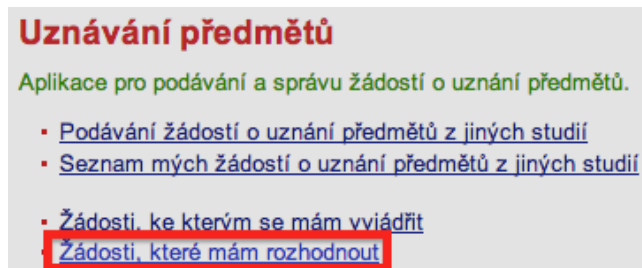 Uznávání předmětů
Aplikace pro podávání a správu žádostí o uznání předmětů.
Podávání žádostí o uznání předmětů z jiných studií
Seznam mých žádostí o uznání předmětů z jiných studií
Žádosti, ke kterým se mám vyjádřit
Žádosti, které mám rozhodnout